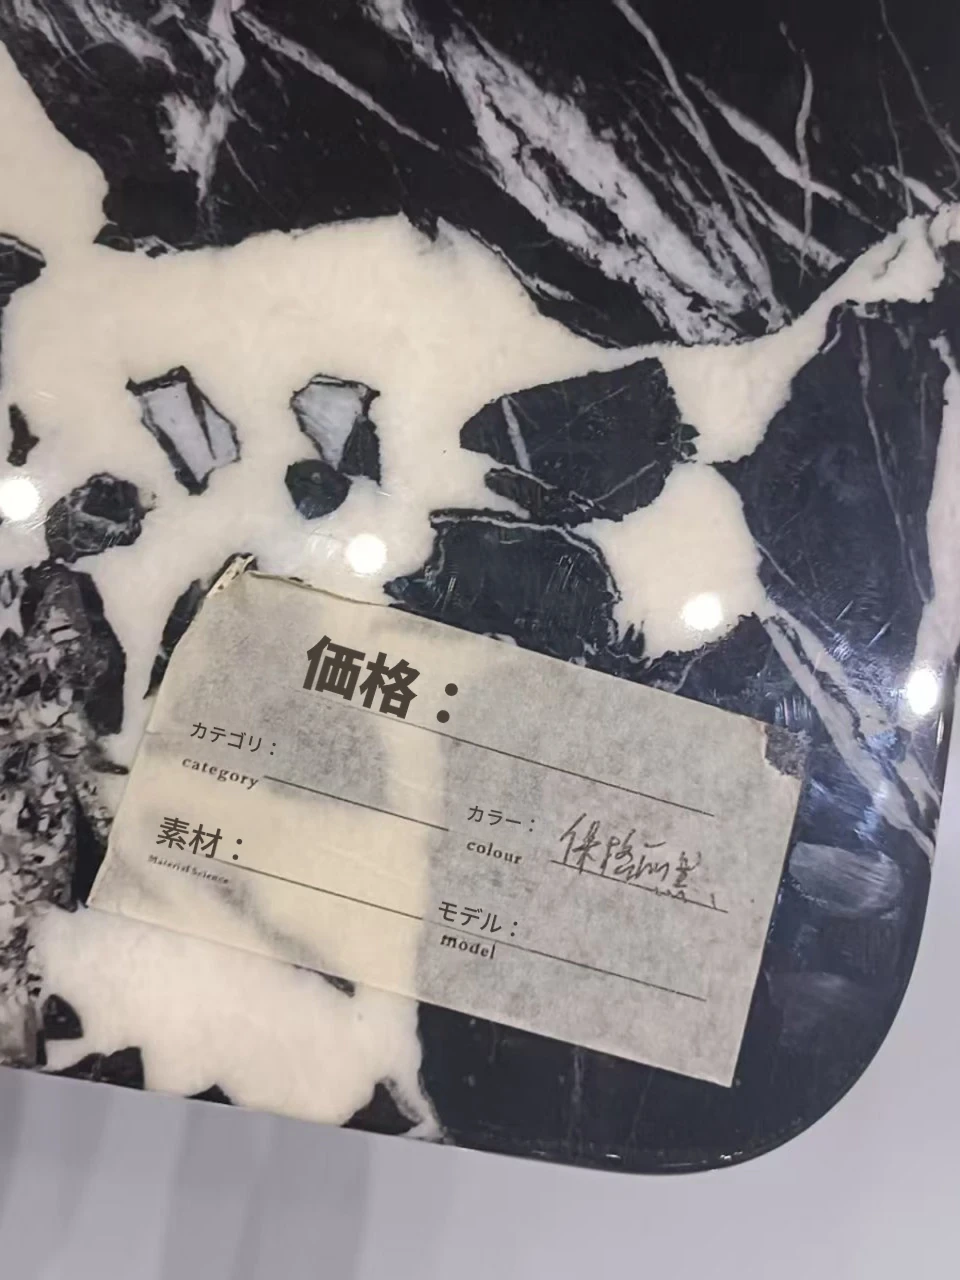 価格：
カテゴリ：
category
カラー：
colour
素材：
Material Science
モデル：
model